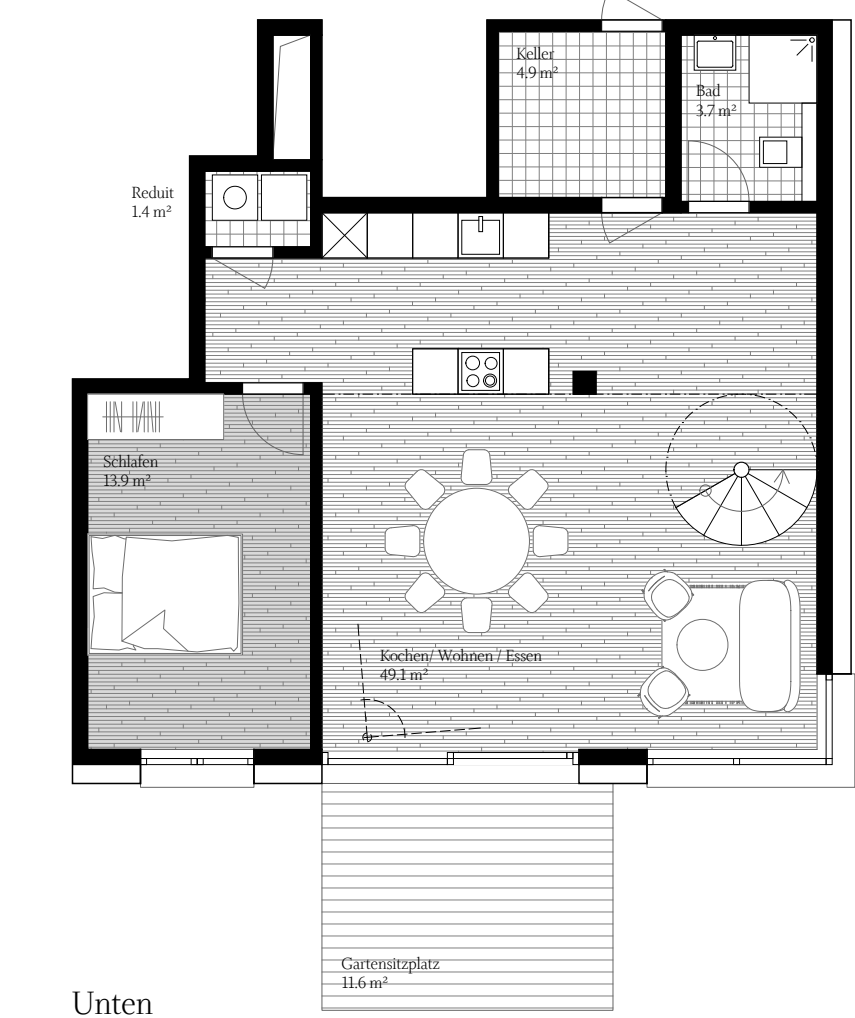 Keller
4.9 m²
Bad
3.7 m²
Reduit
1.4 m²
Schlafen
13.9 m²
Kochen/ Wohnen / Essen
49.1 m²
Gartensitzplatz
11.6 m²
Unten